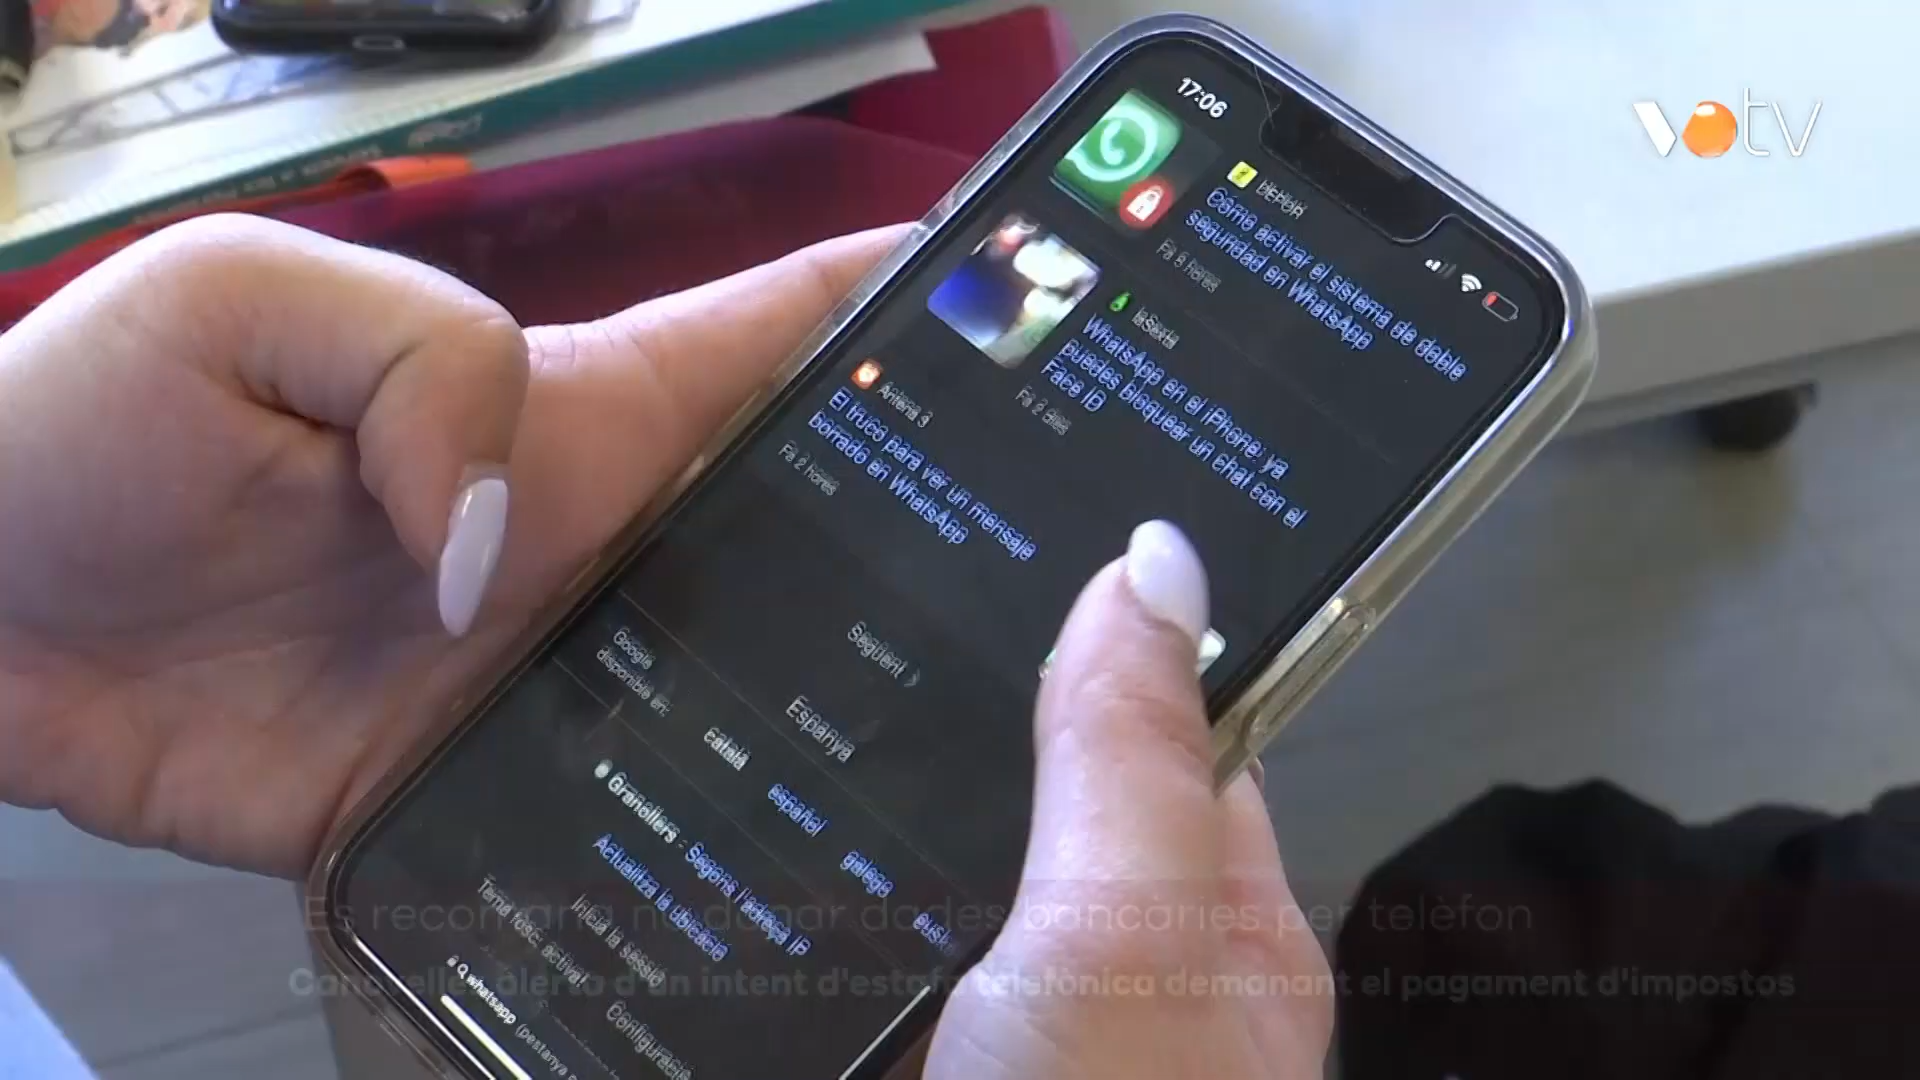 votv
17:06
DEPOR
Cómo activar el sistema de doble
seguridad en WhatsApp
Fa 8 hores
laSexta
WhatsApp en el iPhone: ya
puedes bloquear un chat con el
Face ID
Fa 2 dies
Antena 3
El truco para ver un mensaje
borrado en WhatsApp
Fa 2 hores
Següent
Espanya
Google
disponible en:
català
español
galego
Granollers - Segons l'adreça IP
Actualitza la ubicació
Inicia la sessió
Tema fosc: activat
Configuració
whatsapp (pestanya
Es recomana no donar dades bancàries per telèfon
Canovelles alerta d'un intent d'estafa telefònica demanant el pagament d'impostos